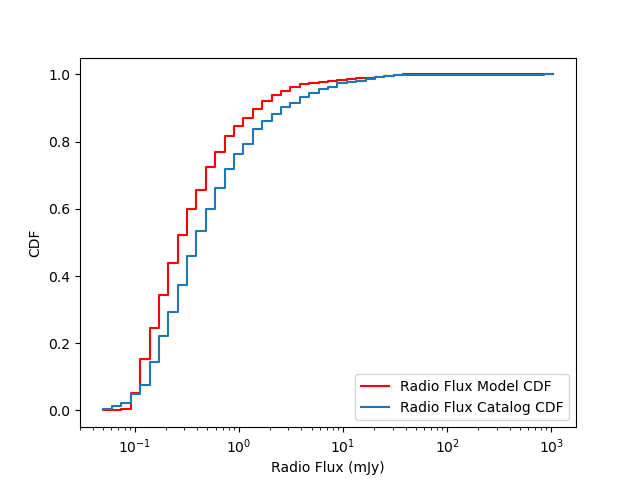 1.0
0.8
0.6
0.4
0.2
0.0
CDF
10⁻¹ 10⁰ 10¹ 10² 10³
Radio Flux (mJy)
Radio Flux Model CDF
Radio Flux Catalog CDF